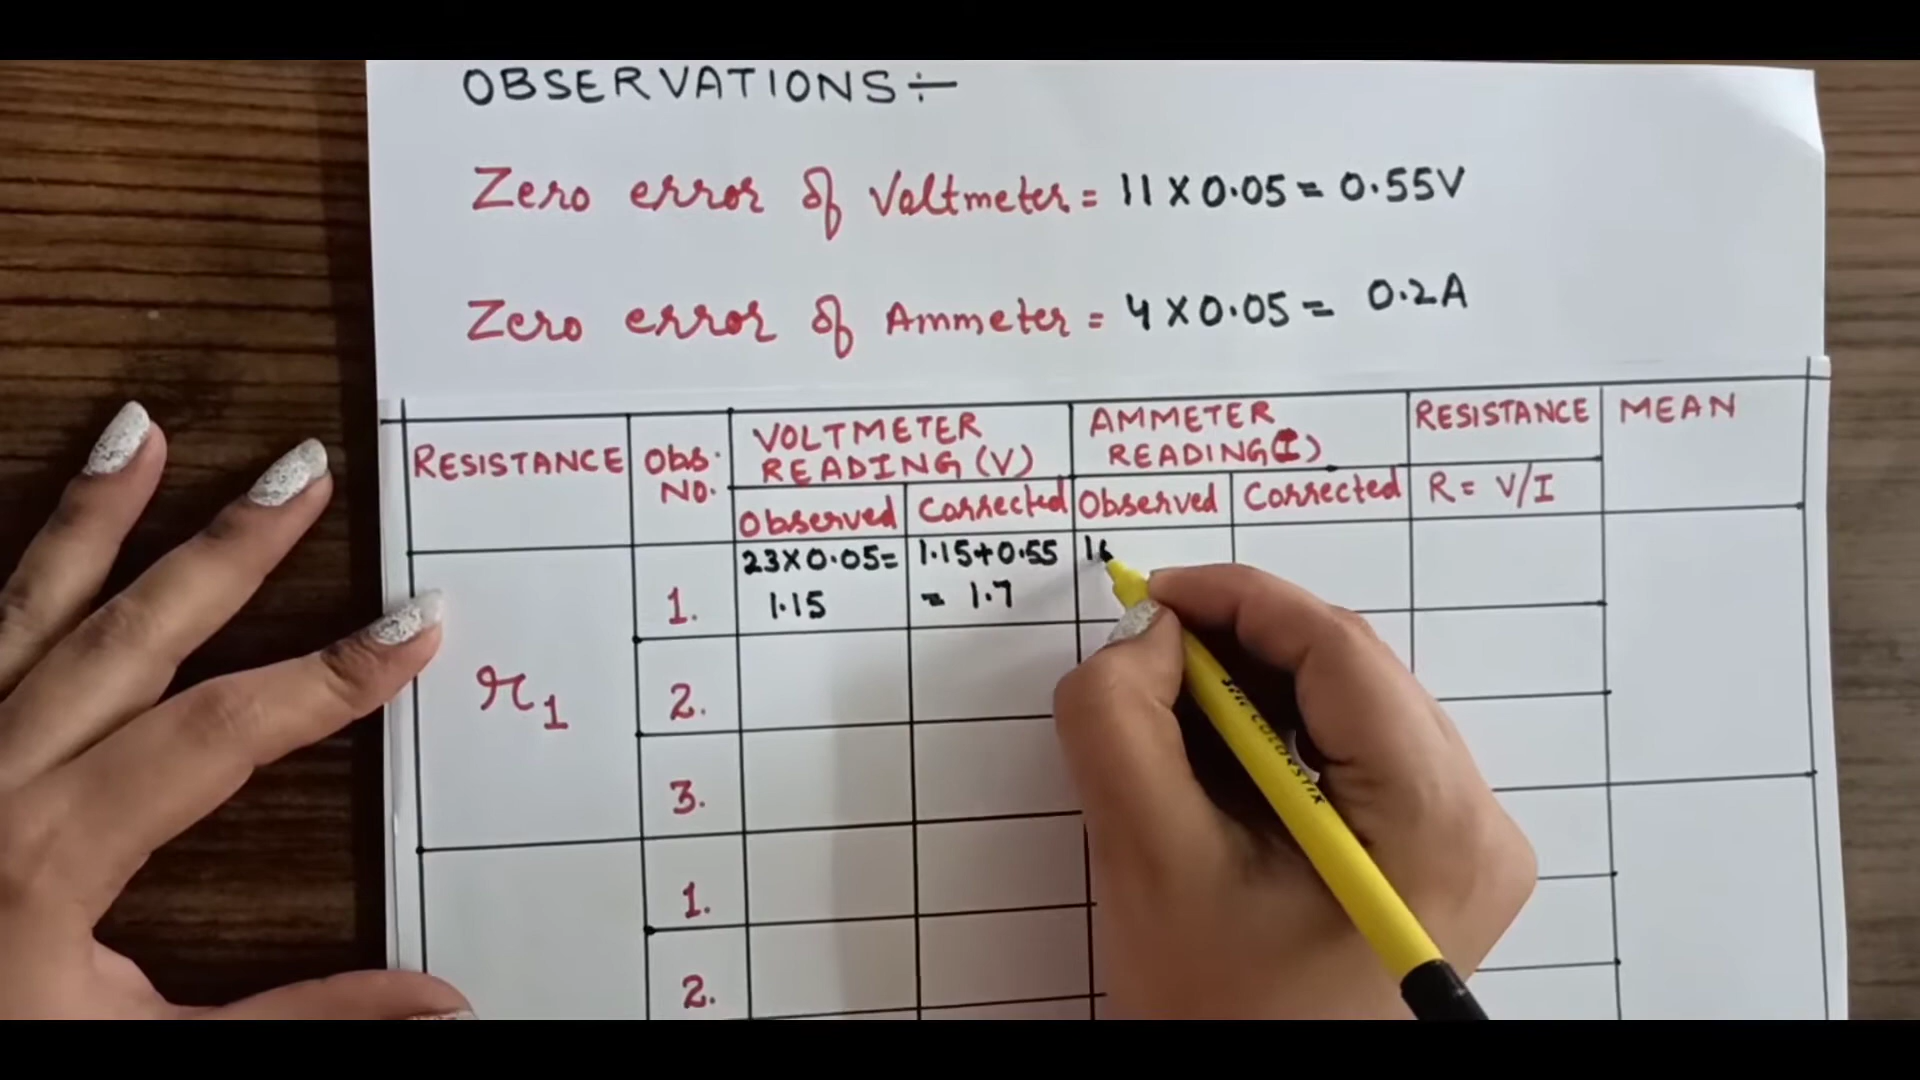 OBSERVATIONS ÷
Zero error of Voltmeter = 11 X 0.05 = 0.55V
Zero error of Ammeter = 4 X 0.05 = 0.2A
RESISTANCE
Obs.
NO.
VOLTMETER
READING (V)
Observed
Corrected
AMMETER
READING (I)
Observed
Corrected
RESISTANCE
R = V/I
MEAN
r1
1.
23X0.05=
1.15
1.15+0.55
= 1.7
16
2.
3.
1.
2.